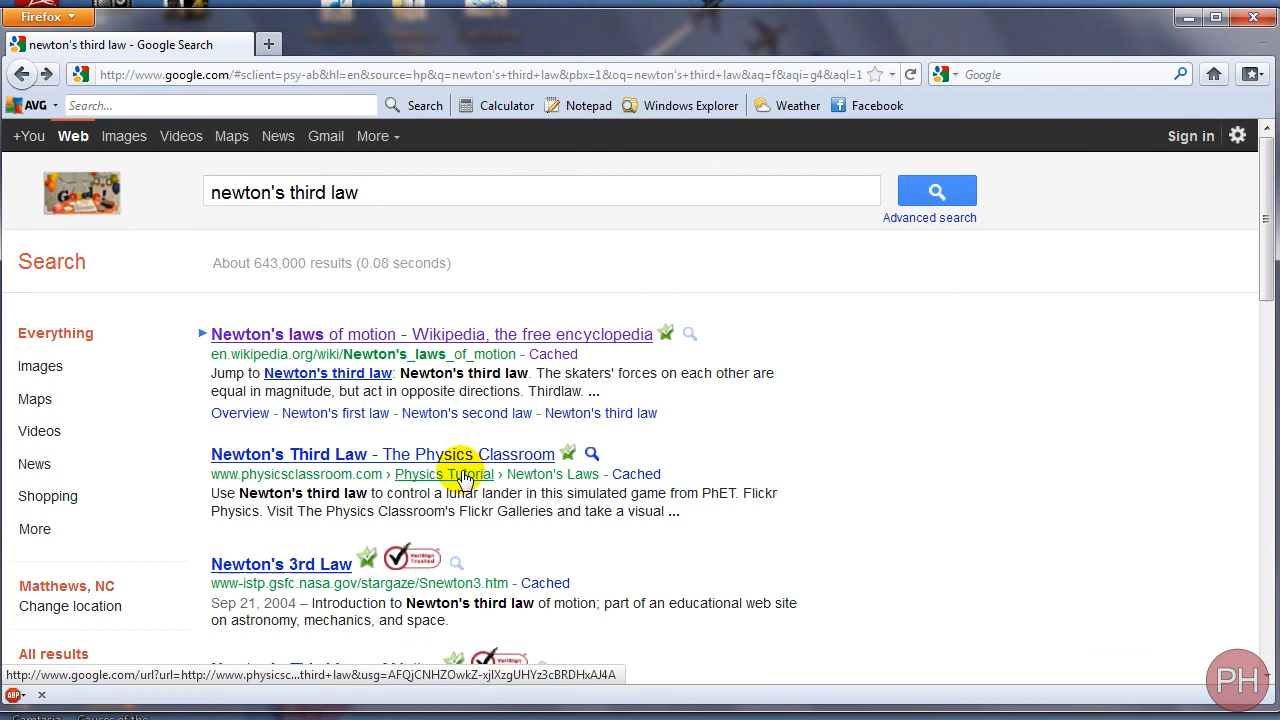 Firefox
newton's third law - Google Search
http://www.google.com/#sclient=psy-ab&hl=en&source=hp&q=newton's+third+law&pbx=1&oq=newton's+third+law&aq=f&aqi=g4&aql=1
Google
AVG
Search...
Search
Calculator
Notepad
Windows Explorer
Weather
Facebook
+You Web Images Videos Maps News Gmail More
Sign in
Google
newton's third law
Advanced search
Search
About 643,000 results (0.08 seconds)
Everything
Images
Maps
Videos
News
Shopping
More
Matthews, NC
Change location
All results
Newton's laws of motion - Wikipedia, the free encyclopedia
en.wikipedia.org/wiki/Newton's_laws_of_motion - Cached
Jump to Newton's third law: Newton's third law. The skaters' forces on each other are
equal in magnitude, but act in opposite directions. Thirdlaw. ...
Overview - Newton's first law - Newton's second law - Newton's third law
Newton's Third Law - The Physics Classroom
www.physicsclassroom.com › Physics Tutorial › Newton's Laws - Cached
Use Newton's third law to control a lunar lander in this simulated game from PhET. Flickr
Physics. Visit The Physics Classroom's Flickr Galleries and take a visual ...
Newton's 3rd Law
VeriSign
Trusted
www-istp.gsfc.nasa.gov/stargaze/Snewton3.htm - Cached
Sep 21, 2004 – Introduction to Newton's third law of motion; part of an educational web site
on astronomy, mechanics, and space.
http://www.google.com/url?url=http://www.physicsc...third+law&usg=AFQjCNHZOwkZ-xjIXzgUHYz3cBRDHxAJ4A
ABP
PH